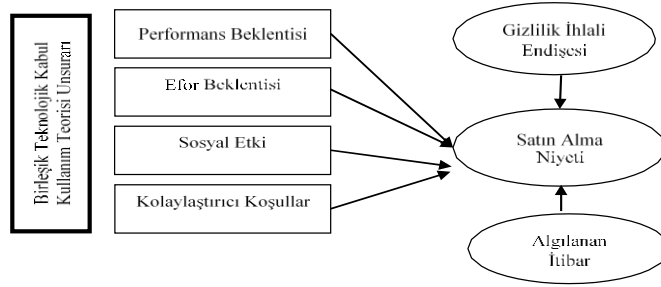 Birleşik Teknolojik Kabul
Kullanım Teorisi Unsurarı
Performans Beklentisi
Efor Beklentisi
Sosyal Etki
Kolaylaştırıcı Koşullar
Gizlilik İhlali
Endişesi
Satın Alma
Niyeti
Algılanan
İtibar